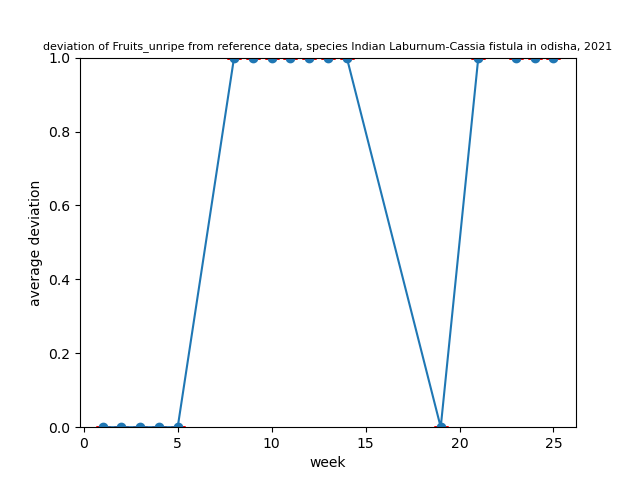 deviation of Fruits_unripe from reference data, species Indian Laburnum-Cassia fistula in odisha, 2021
1.0
0.8
0.6
0.4
0.2
0.0
average deviation
0 5 10 15 20 25
week